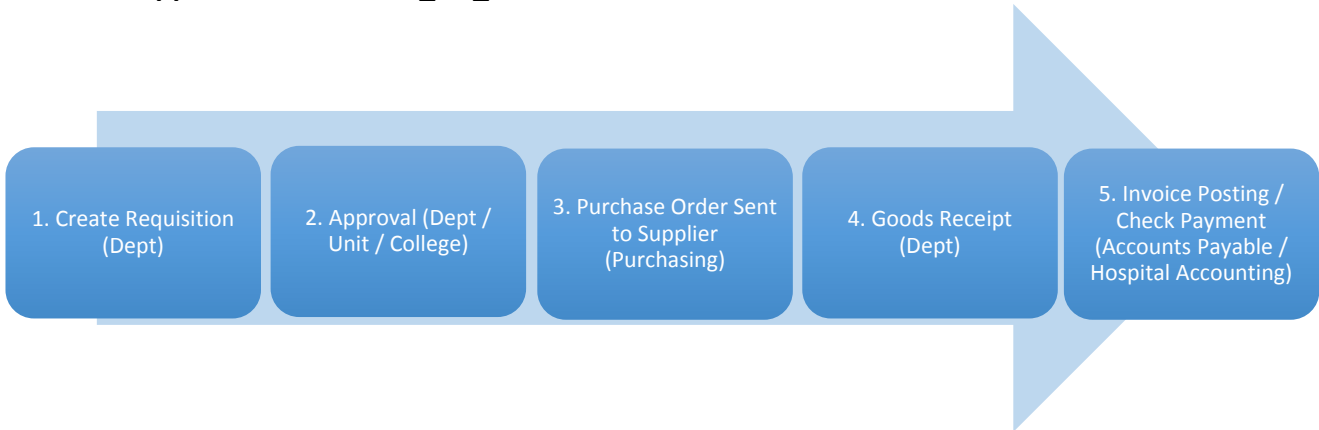 1. Create Requisition
(Dept)
2. Approval (Dept /
Unit / College)
3. Purchase Order Sent
to Supplier
(Purchasing)
4. Goods Receipt
(Dept)
5. Invoice Posting /
Check Payment
(Accounts Payable /
Hospital Accounting)